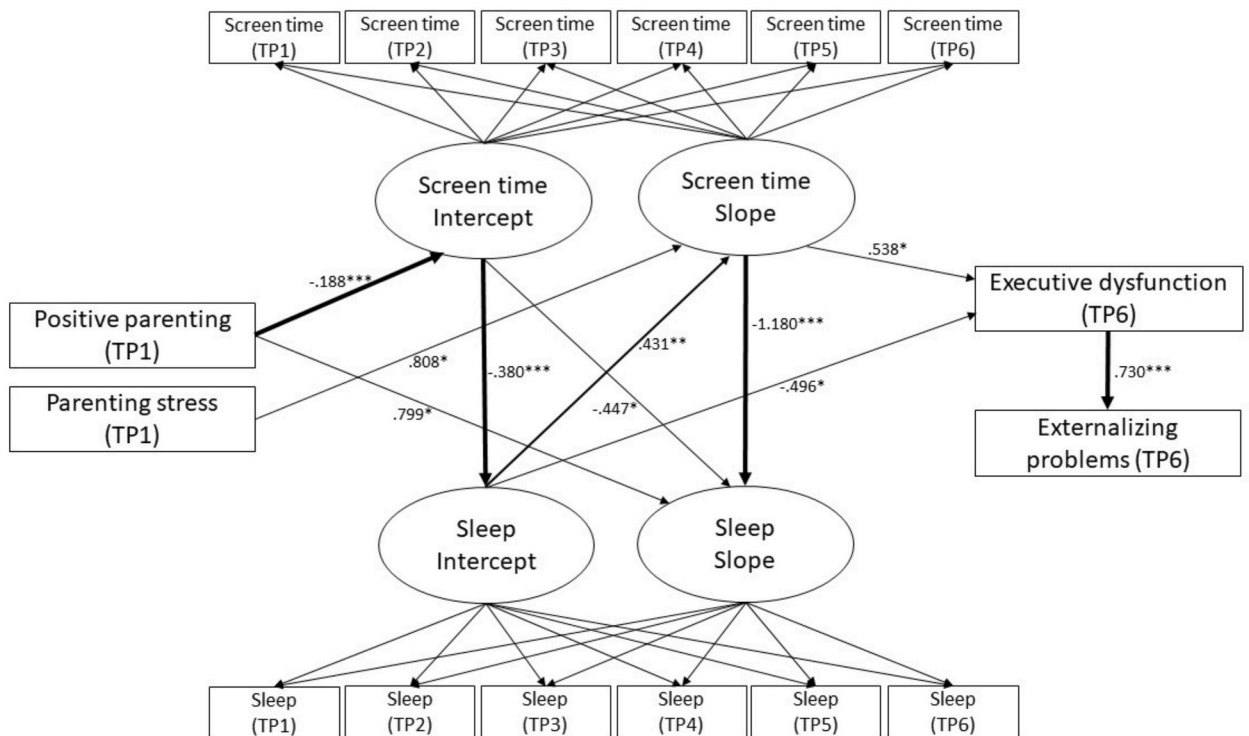 Screen time
(TP1)
Screen time
(TP2)
Screen time
(TP3)
Screen time
(TP4)
Screen time
(TP5)
Screen time
(TP6)
Screen time
Intercept
Screen time
Slope
-.188***
.538*
Positive parenting
(TP1)
Executive dysfunction
(TP6)
-1.180***
.431**
.808*
-.380***
.730***
-.496*
Parenting stress
(TP1)
.799*
-.447*
Externalizing
problems (TP6)
Sleep
Intercept
Sleep
Slope
Sleep
(TP1)
Sleep
(TP2)
Sleep
(TP3)
Sleep
(TP4)
Sleep
(TP5)
Sleep
(TP6)